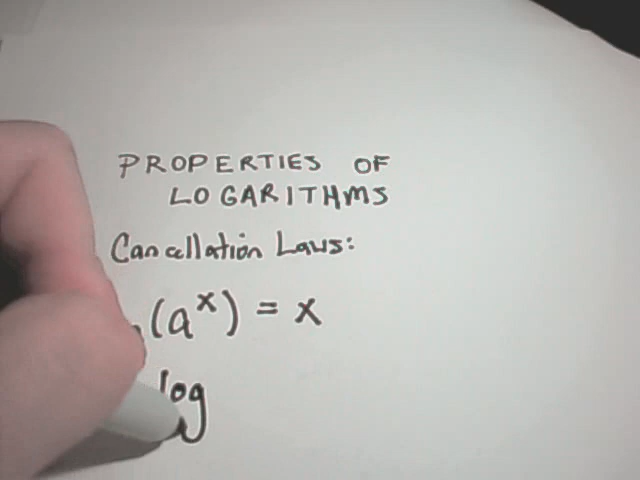 PROPERTIES OF
LOGARITHMS
Cancellation Laws:
(a^x) = x
log